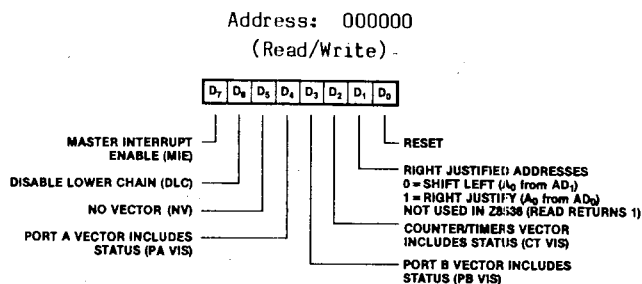 Address: 000000
(Read/Write)
D7 D6 D5 D4 D3 D2 D1 D0
MASTER INTERRUPT
ENABLE (MIE)
DISABLE LOWER CHAIN (DLC)
NO VECTOR (NV)
PORT A VECTOR INCLUDES
STATUS (PA VIS)
RESET
RIGHT JUSTIFIED ADDRESSES
0 = SHIFT LEFT (A0 from AD1)
1 = RIGHT JUSTIFY (A0 from AD0)
NOT USED IN Z8536 (READ RETURNS 1)
COUNTER/TIMERS VECTOR
INCLUDES STATUS (CT VIS)
PORT B VECTOR INCLUDES
STATUS (PB VIS)